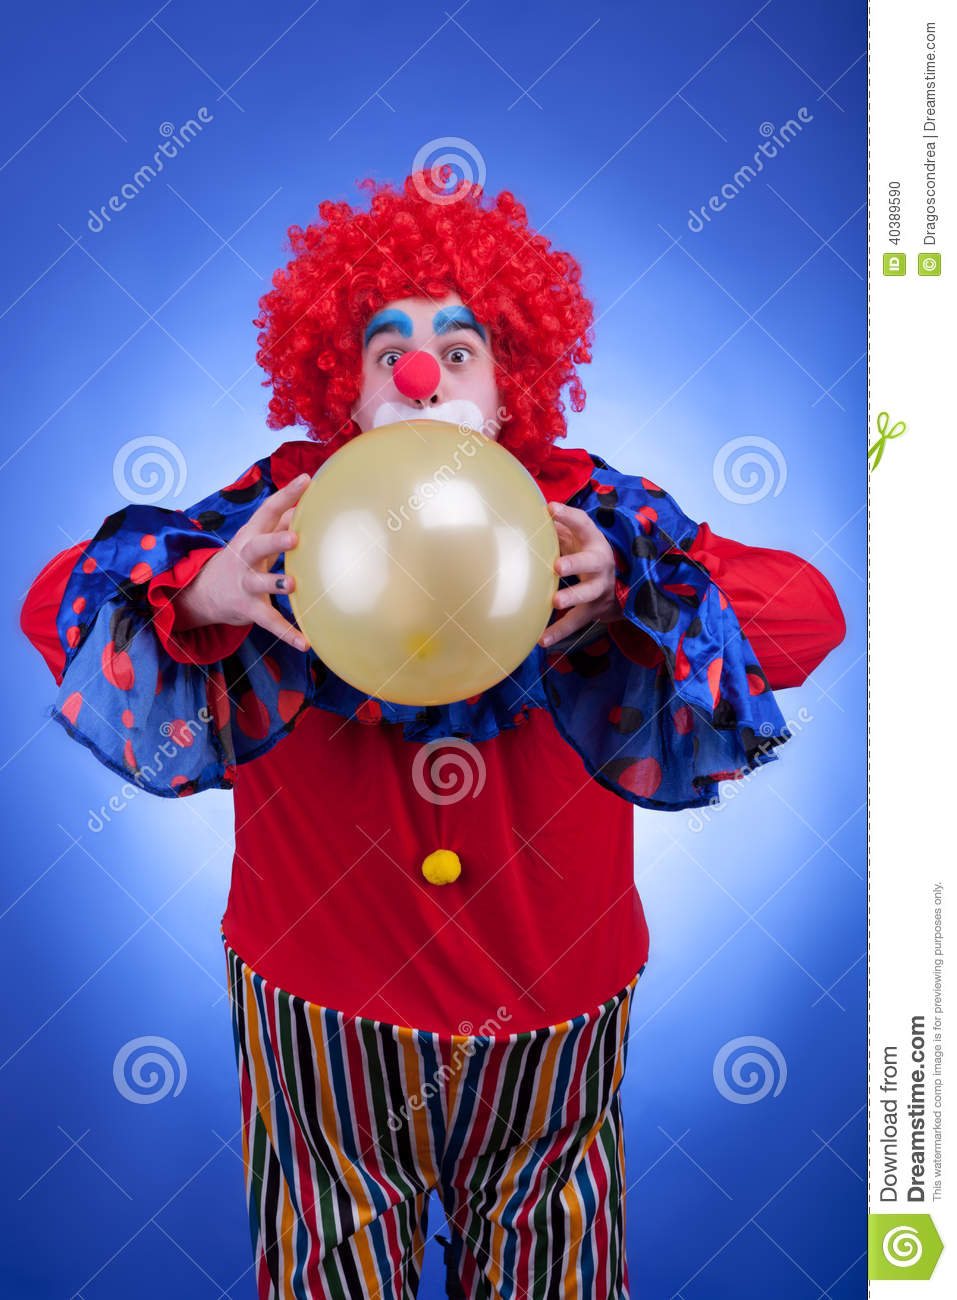 dreamstime
dreamstime
dreamstime
dreamstime
dreamstime
dreamstime
ID 40389590
© Dragoscondrea | Dreamstime.com
Download from
Dreamstime.com
This watermarked comp image is for previewing purposes only.